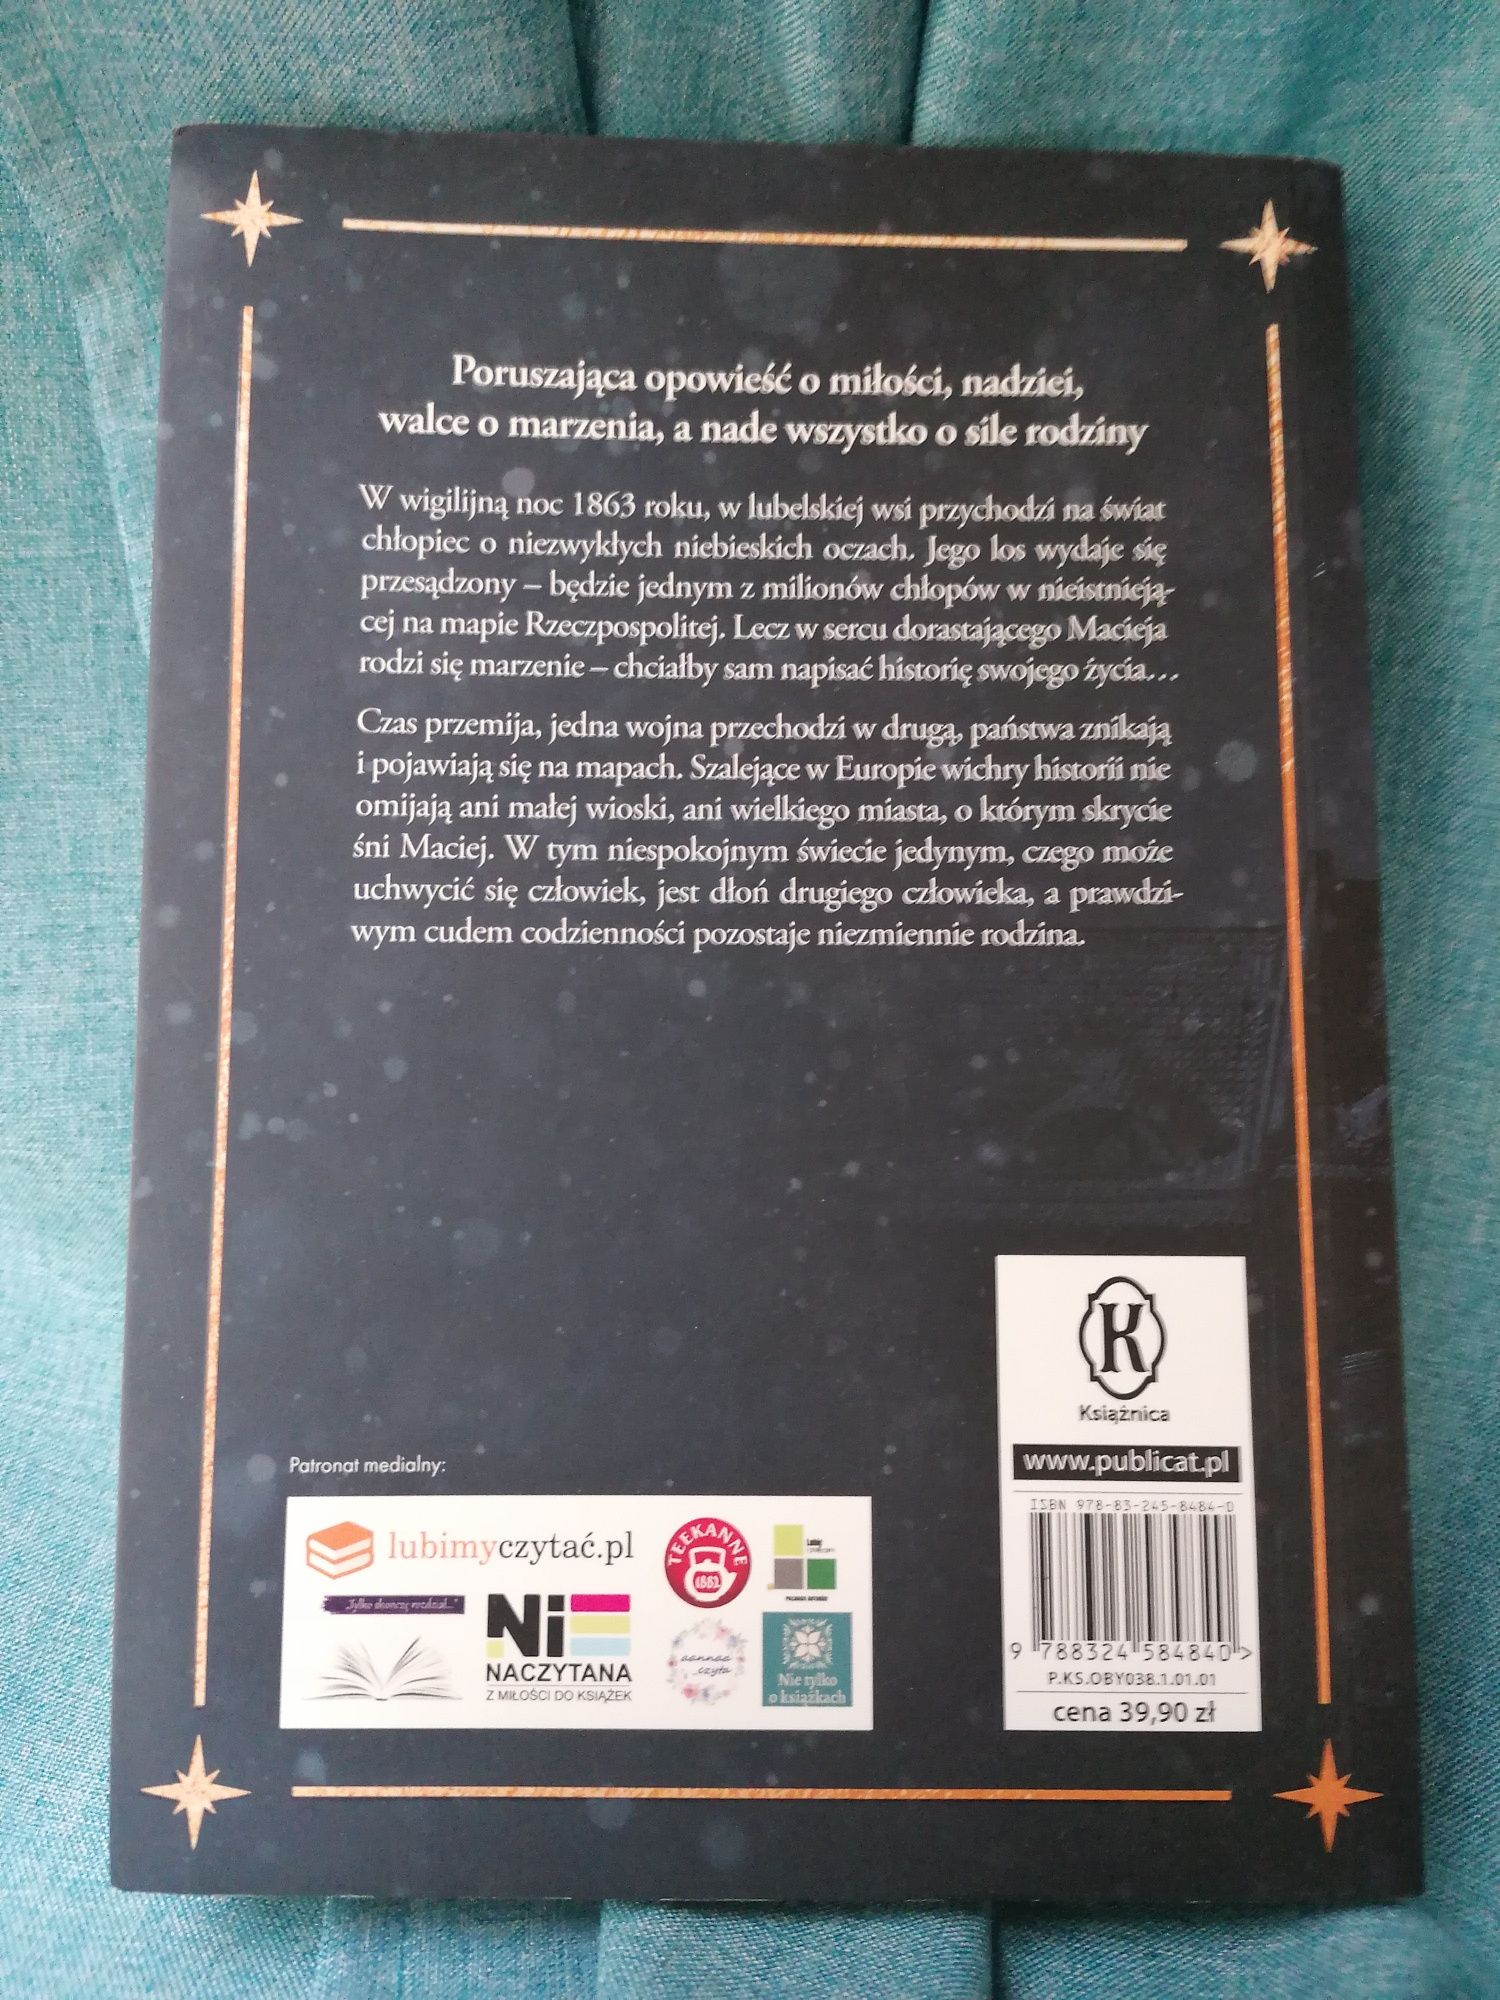 Poruszająca opowieść o miłości, nadziei,
walce o marzenia, a nade wszystko o sile rodziny
W wigilijną noc 1863 roku, w lubelskiej wsi przychodzi na świat
chłopiec o niezwykłych niebieskich oczach. Jego los wydaje się
przesądzony – będzie jednym z milionów chłopów w nieistnieją-
cej na mapie Rzeczpospolitej. Lecz w sercu dorastającego Macieja
rodzi się marzenie – chciałby sam napisać historię swojego życia...
Czas przemija, jedna wojna przechodzi w drugą, państwa znikają
i pojawiają się na mapach. Szalejące w Europie wichry historii nie
omijają ani małej wioski, ani wielkiego miasta, o którym skrycie
śni Maciej. W tym niespokojnym świecie jedynym, czego może
uchwycić się człowiek, jest dłoń drugiego człowieka, a prawdzi-
wym cudem codzienności pozostaje niezmiennie rodzina.
Patronat medialny:
lubimyczytać.pl
TEEKANNE
1882
"Tylko skończę rozdział..."
Ni
NACZYTANA
Z MIŁOŚCI DO KSIĄŻEK
czyta
Nie tylko
o książkach
K
Książnica
www.publicat.pl
ISBN 978-83-245-8484-0
9 788324 584840 >
P.KS.OBY038.1.01.01
cena 39,90 zł